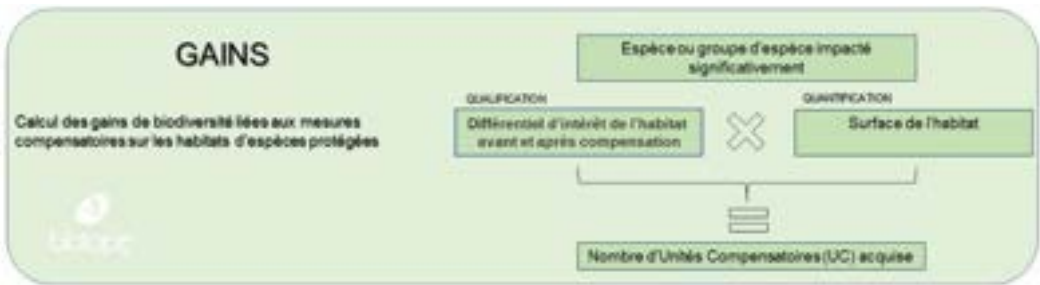 GAINS
Calcul des gains de biodiversité liées aux mesures
compensatoires sur les habitats d'espèces protégées
Espèce ou groupe d'espèce impacté
significativement
QUALIFICATION
Différentiel d'intérêt de l'habitat
avant et après compensation
QUANTIFICATION
Surface de l'habitat
Nombre d'Unités Compensatoires (UC) acquise
biotope